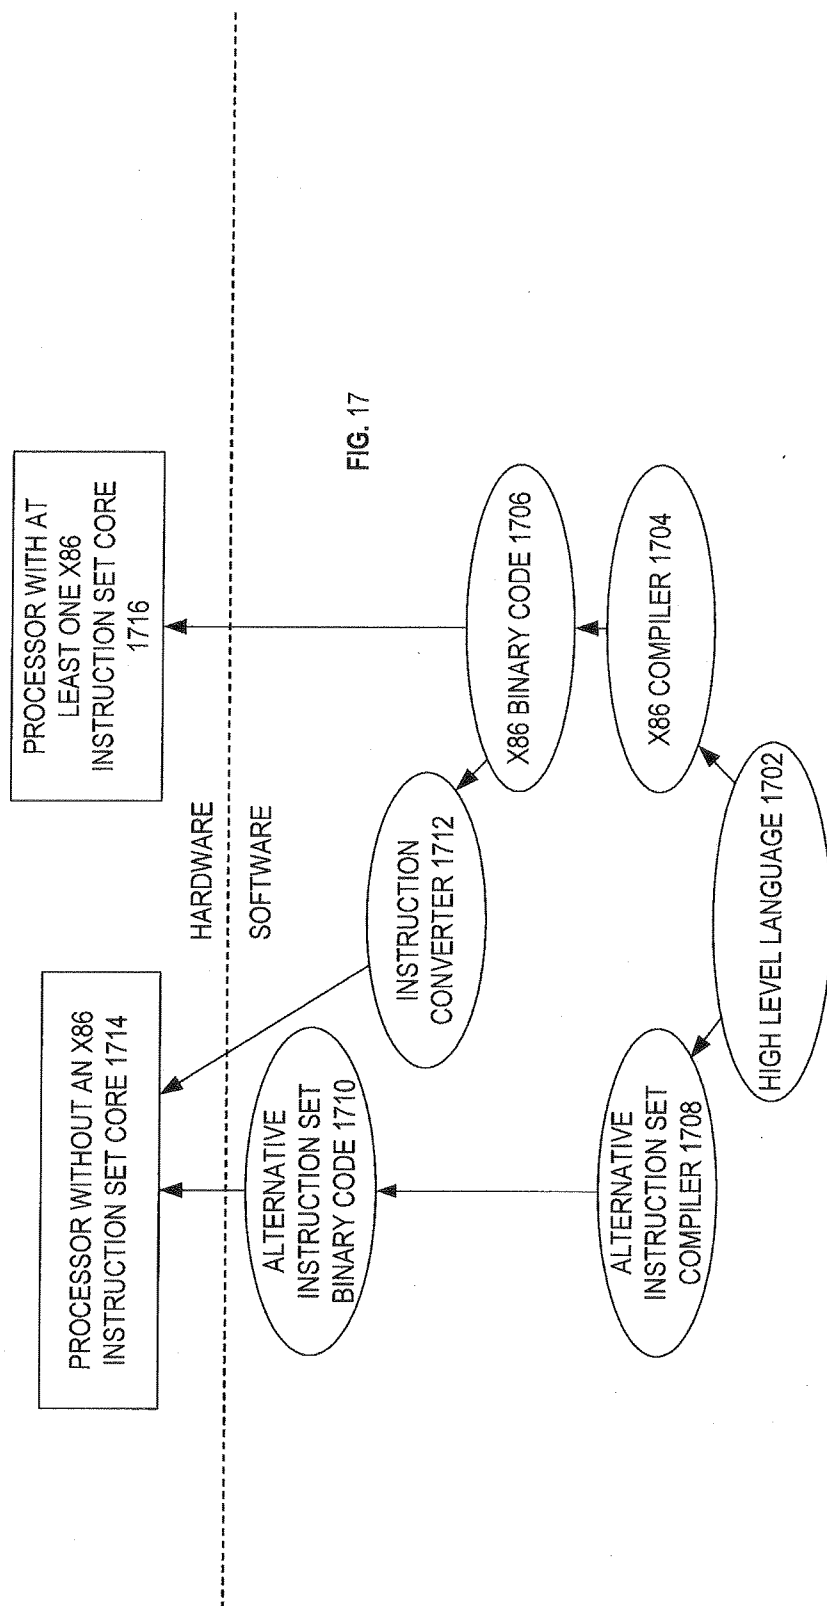 PROCESSOR WITHOUT AN X86
INSTRUCTION SET CORE 1714
PROCESSOR WITH AT
LEAST ONE X86
INSTRUCTION SET CORE
1716
HARDWARE
SOFTWARE
ALTERNATIVE
INSTRUCTION SET
BINARY CODE 1710
INSTRUCTION
CONVERTER 1712
FIG. 17
X86 BINARY CODE 1706
ALTERNATIVE
INSTRUCTION SET
COMPILER 1708
X86 COMPILER 1704
HIGH LEVEL LANGUAGE 1702